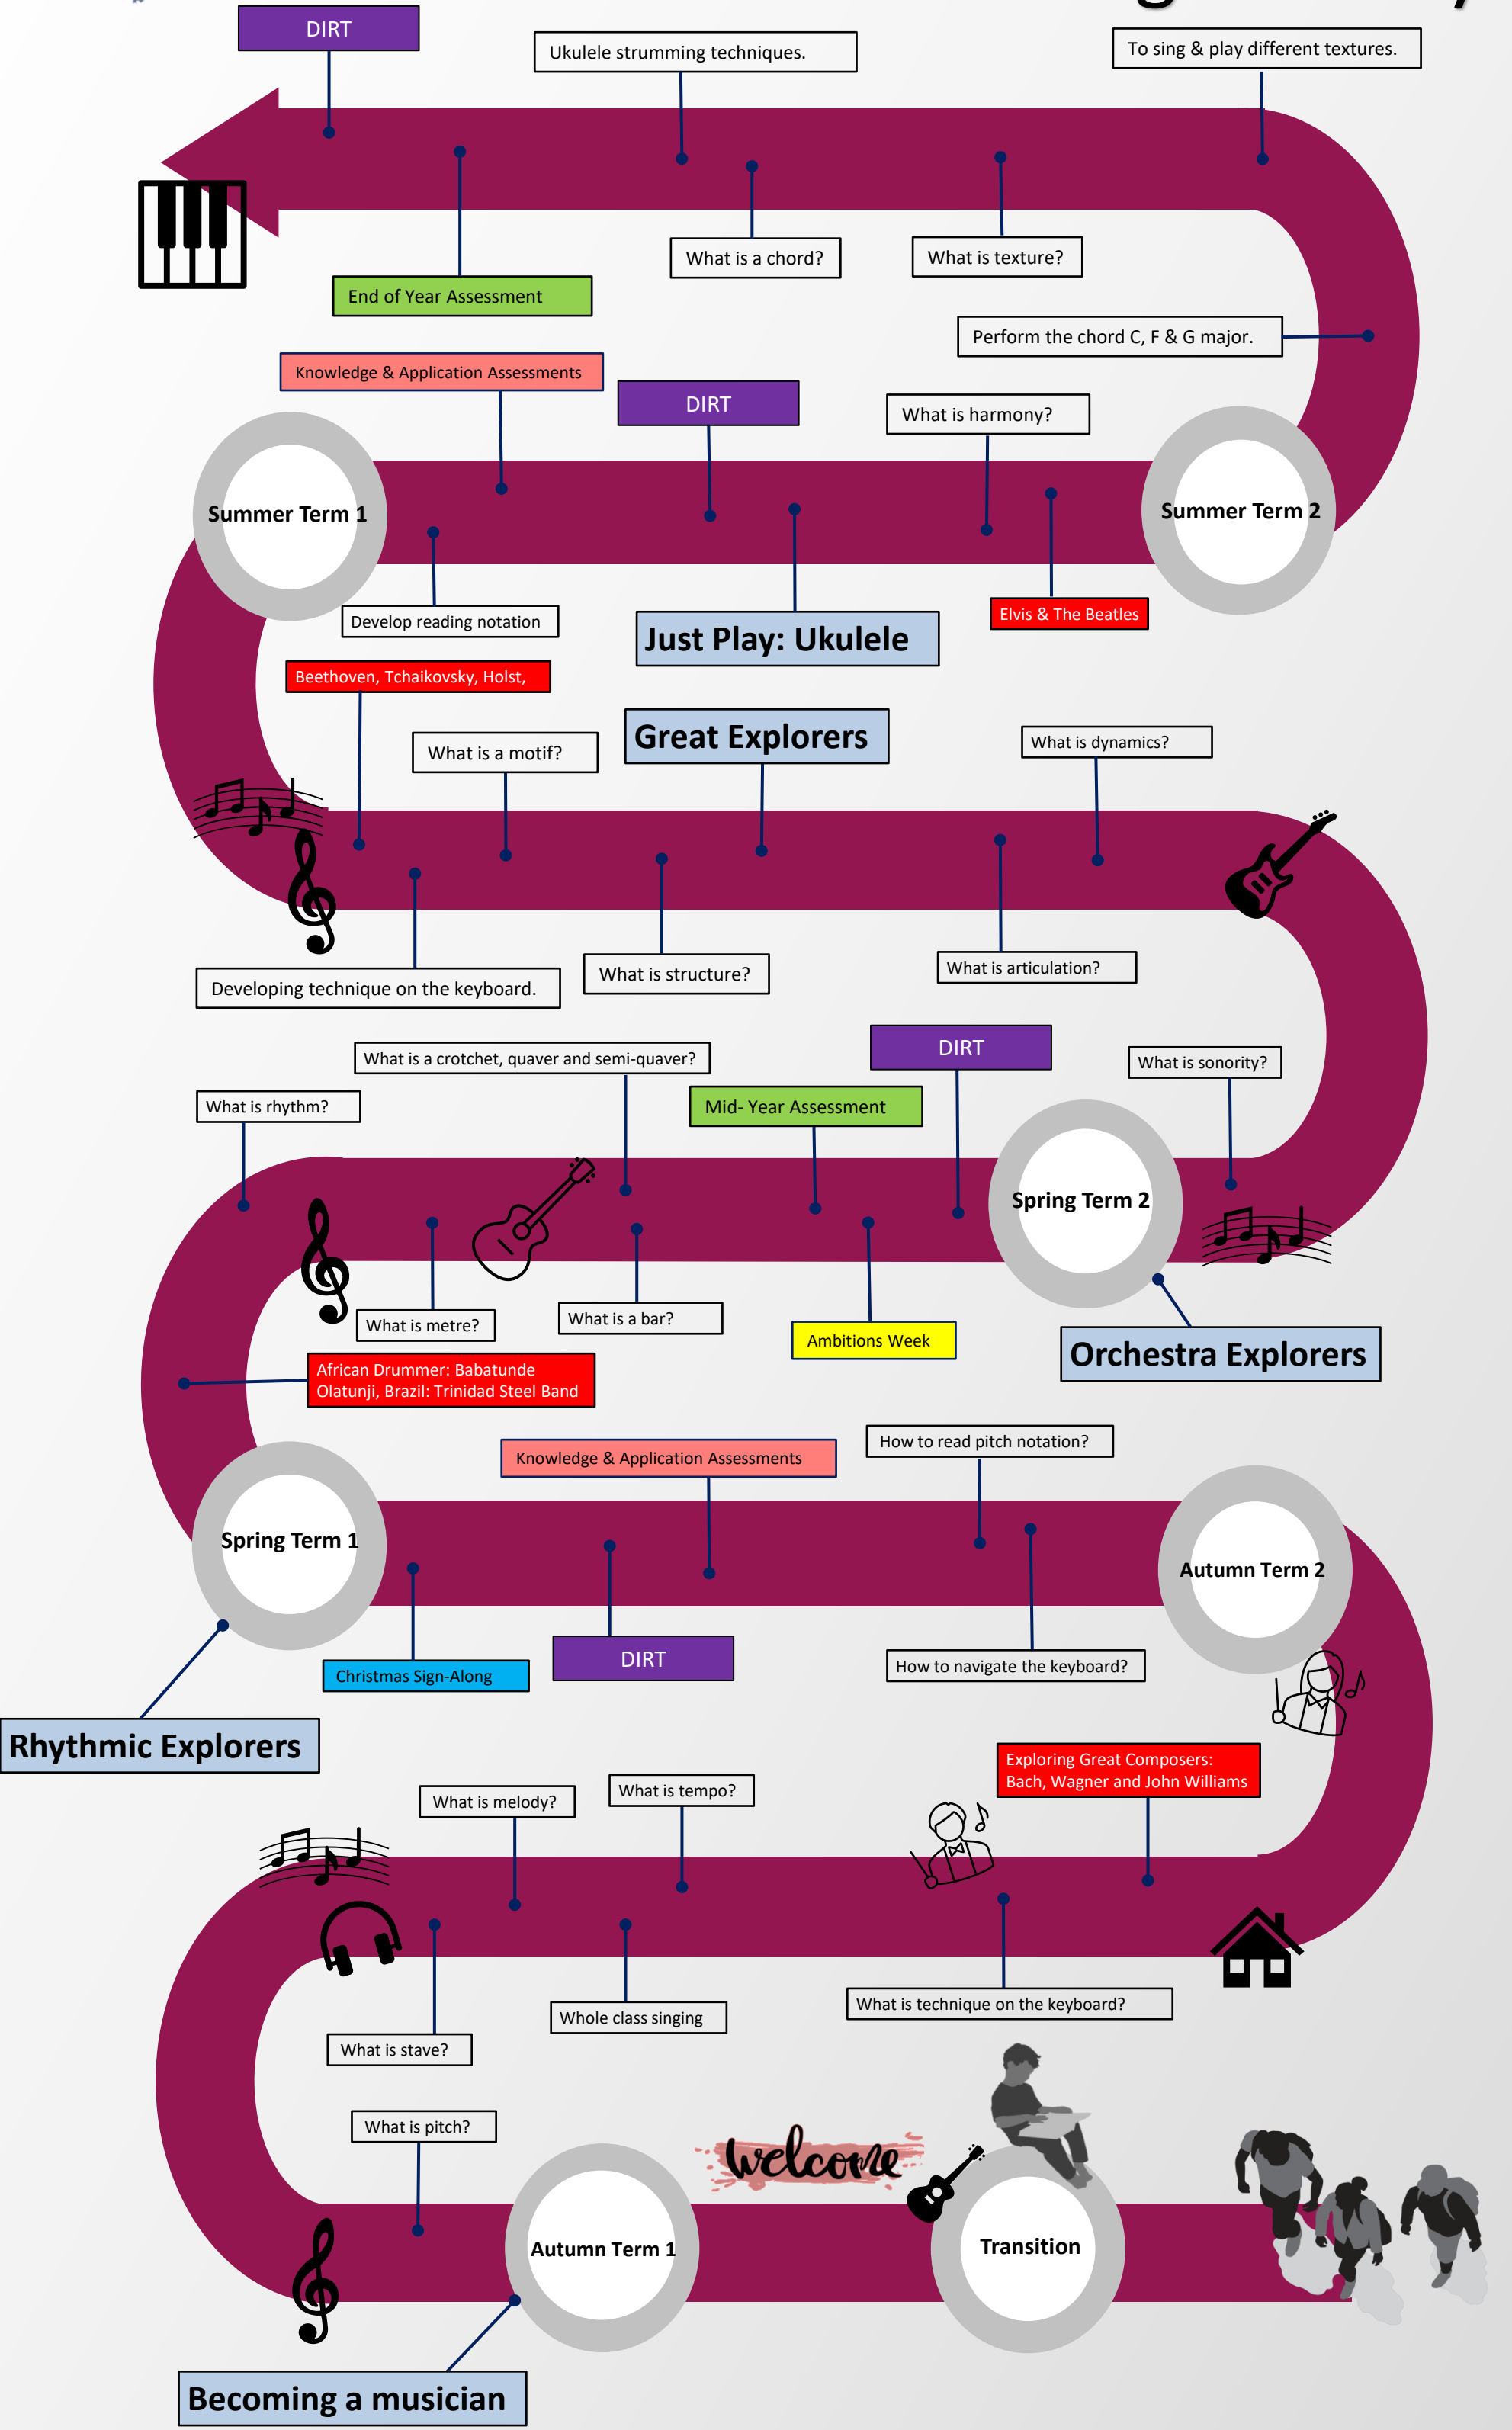 DIRT
Ukulele strumming techniques.
To sing & play different textures.
What is a chord?
What is texture?
End of Year Assessment
Perform the chord C, F & G major.
Knowledge & Application Assessments
DIRT
What is harmony?
Summer Term 1
Summer Term 2
Develop reading notation
Just Play: Ukulele
Elvis & The Beatles
Beethoven, Tchaikovsky, Holst,
What is a motif?
Great Explorers
What is dynamics?
Developing technique on the keyboard.
What is structure?
What is articulation?
What is a crotchet, quaver and semi-quaver?
DIRT
What is sonority?
What is rhythm?
Mid- Year Assessment
Spring Term 2
What is metre?
What is a bar?
Ambitions Week
Orchestra Explorers
African Drummer: Babatunde
Olatunji, Brazil: Trinidad Steel Band
Knowledge & Application Assessments
How to read pitch notation?
Spring Term 1
Autumn Term 2
Christmas Sign-Along
DIRT
How to navigate the keyboard?
Rhythmic Explorers
Exploring Great Composers:
Bach, Wagner and John Williams
What is melody?
What is tempo?
What is stave?
Whole class singing
What is technique on the keyboard?
What is pitch?
welcome
Autumn Term 1
Transition
Becoming a musician